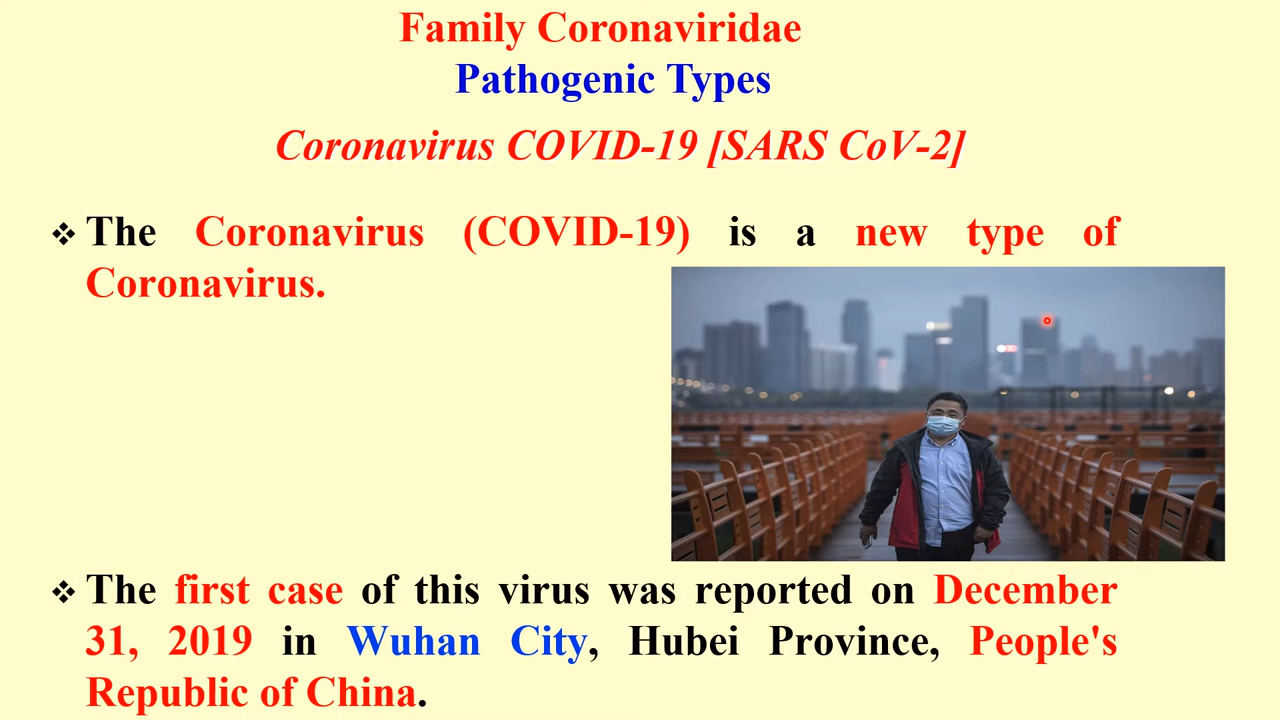 Family Coronaviridae
Pathogenic Types
Coronavirus COVID-19 [SARS CoV-2]
❖ The Coronavirus (COVID-19) is a new type of
Coronavirus.
❖ The first case of this virus was reported on December
31, 2019 in Wuhan City, Hubei Province, People's
Republic of China.